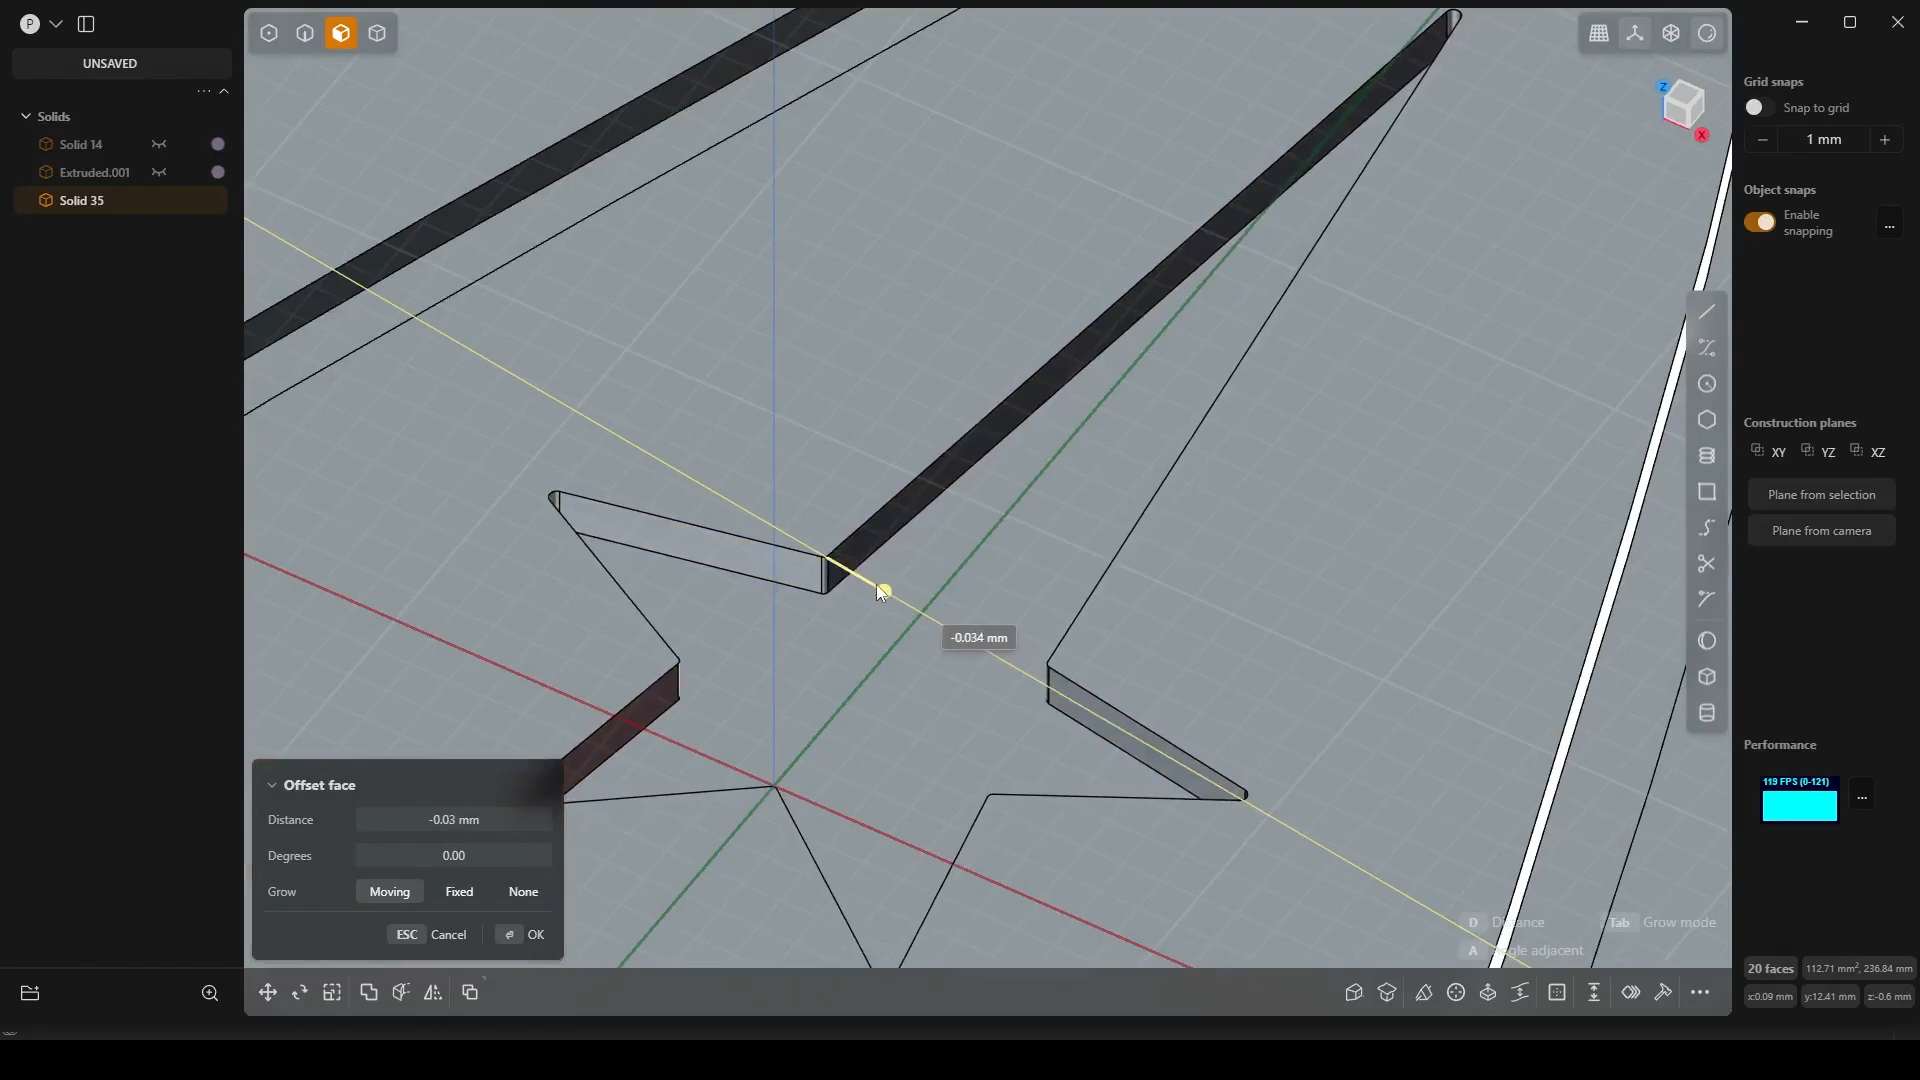 P
UNSAVED
...
Solids
Solid 14
Extruded.001
Solid 35
Z
X
-0.034 mm
Offset face
Distance
-0.03 mm
Degrees
0.00
Grow
Moving
Fixed
None
ESC
Cancel
OK
D
Distance
Tab
Grow mode
A
Grid snaps
Snap to grid
1 mm
Object snaps
Enable
snapping
...
Construction planes
XY
YZ
XZ
Plane from selection
Plane from camera
Performance
119 FPS (0-121)
...
20 faces
112.71 mm², 236.84 mm
x:0.09 mm
y:12.41 mm
z:-0.6 mm